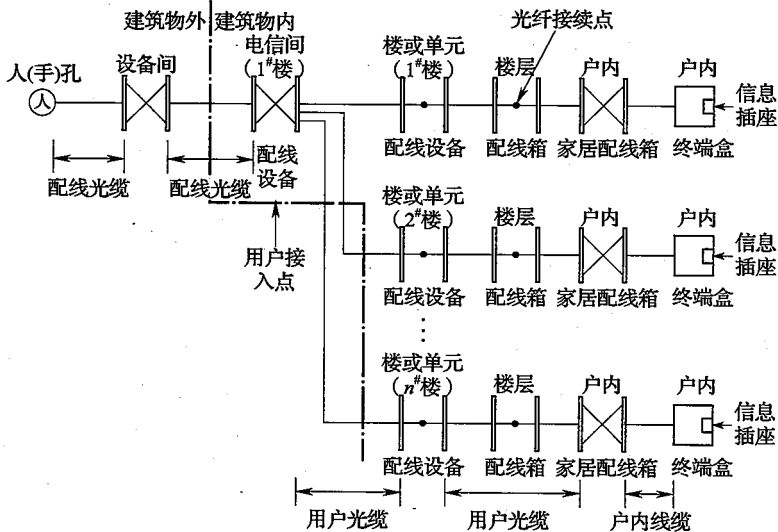 建筑物外 建筑物内
光纤接续点
人(手)孔
设备间
电信间
(1#楼)
楼或单元
(1#楼)
楼层
户内
户内
人
信息
插座
配线设备
配线箱
家居配线箱
终端盒
配线光缆
配线光缆
配线
设备
用户接
入点
楼或单元
(2#楼)
楼层
户内
户内
信息
插座
配线设备
配线箱
家居配线箱
终端盒
楼或单元
(n#楼)
楼层
户内
户内
信息
插座
配线设备
配线箱
家居配线箱
终端盒
用户光缆
用户光缆
户内线缆